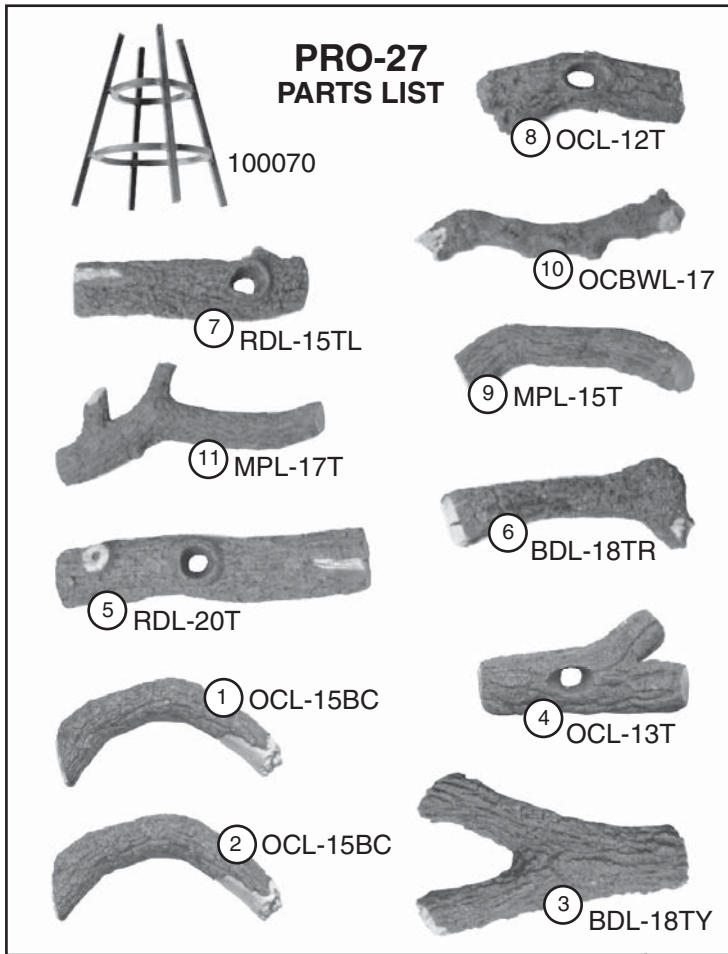 PRO-27
PARTS LIST
100070
8 OCL-12T
10 OCBWL-17
7 RDL-15TL
9 MPL-15T
11 MPL-17T
6 BDL-18TR
5 RDL-20T
1 OCL-15BC
4 OCL-13T
2 OCL-15BC
3 BDL-18TY